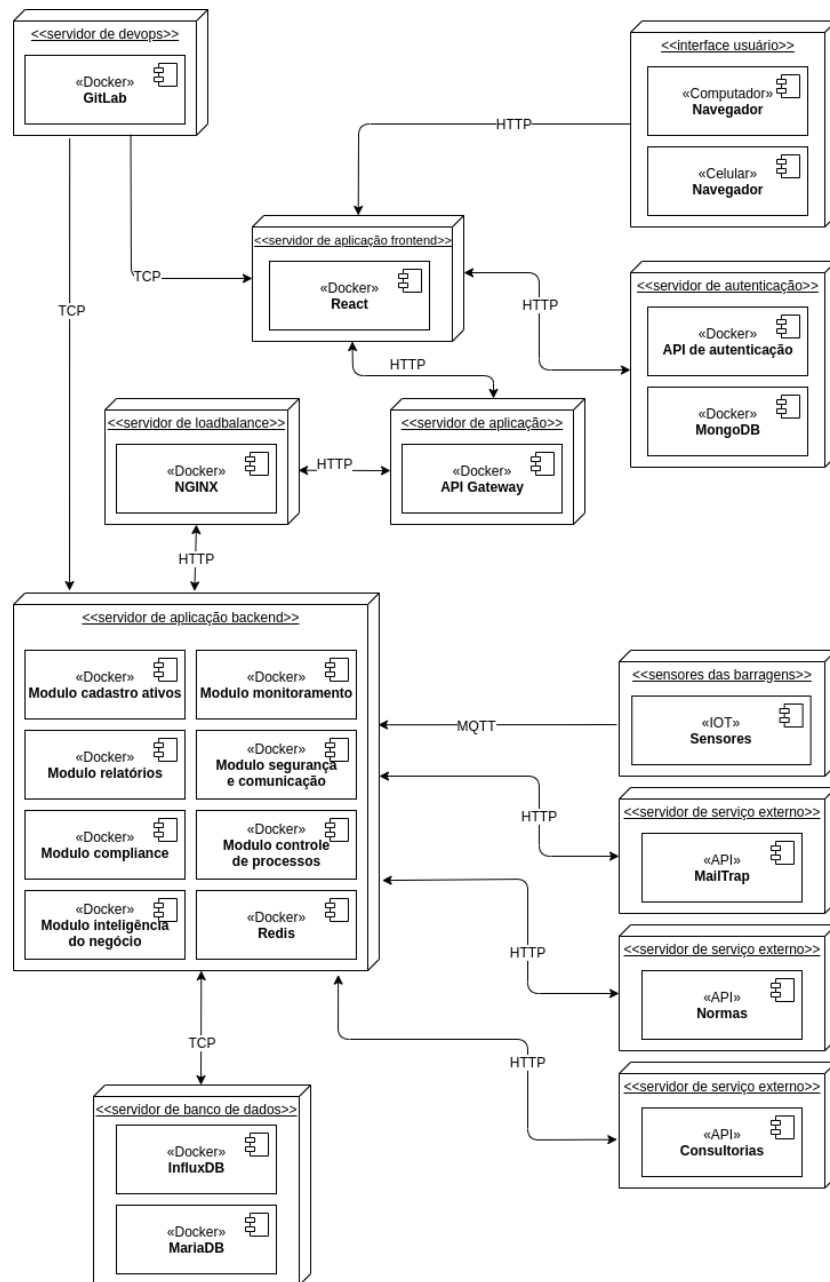 <<servidor de devops>>
«Docker»
GitLab
<<interface usuário>>
«Computador»
Navegador
«Celular»
Navegador
HTTP
<<servidor de aplicação frontend>>
«Docker»
React
TCP
TCP
<<servidor de autenticação>>
«Docker»
API de autenticação
«Docker»
MongoDB
HTTP
HTTP
<<servidor de loadbalance>>
«Docker»
NGINX
HTTP
<<servidor de aplicação>>
«Docker»
API Gateway
HTTP
<<servidor de aplicação backend>>
«Docker»
Modulo cadastro ativos
«Docker»
Modulo monitoramento
«Docker»
Modulo relatórios
«Docker»
Modulo segurança
e comunicação
«Docker»
Modulo compliance
«Docker»
Modulo controle
de processos
«Docker»
Modulo inteligência
do negócio
«Docker»
Redis
<<sensores das barragens>>
«IOT»
Sensores
MQTT
<<servidor de serviço externo>>
«API»
MailTrap
HTTP
<<servidor de serviço externo>>
«API»
Normas
HTTP
<<servidor de serviço externo>>
«API»
Consultorias
HTTP
TCP
<<servidor de banco de dados>>
«Docker»
InfluxDB
«Docker»
MariaDB